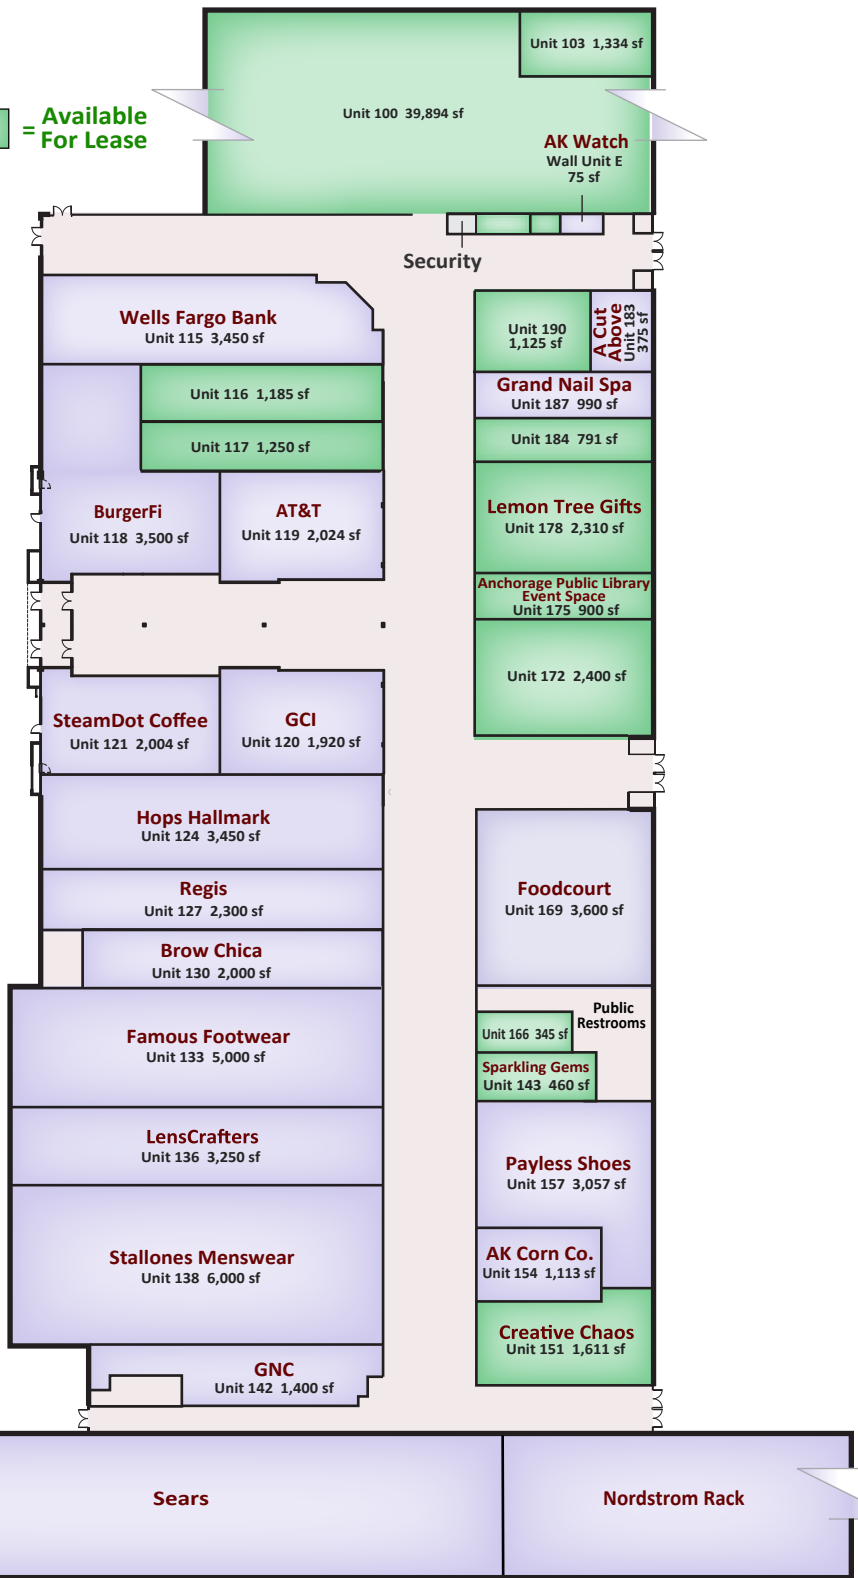 Unit 103 1,334 sf
= Available
For Lease
Unit 100 39,894 sf
AK Watch
Wall Unit E
75 sf
Security
Wells Fargo Bank
Unit 115 3,450 sf
Unit 190
1,125 sf
A Cut
Above
Unit 183
375 sf
Unit 116 1,185 sf
Grand Nail Spa
Unit 187 990 sf
Unit 117 1,250 sf
Unit 184 791 sf
BurgerFi
Unit 118 3,500 sf
AT&T
Unit 119 2,024 sf
Lemon Tree Gifts
Unit 178 2,310 sf
Anchorage Public Library
Event Space
Unit 175 900 sf
Unit 172 2,400 sf
SteamDot Coffee
Unit 121 2,004 sf
GCI
Unit 120 1,920 sf
Hops Hallmark
Unit 124 3,450 sf
Regis
Unit 127 2,300 sf
Foodcourt
Unit 169 3,600 sf
Brow Chica
Unit 130 2,000 sf
Famous Footwear
Unit 133 5,000 sf
Public
Restrooms
Unit 166 345 sf
Sparkling Gems
Unit 143 460 sf
LensCrafters
Unit 136 3,250 sf
Payless Shoes
Unit 157 3,057 sf
Stallones Menswear
Unit 138 6,000 sf
AK Corn Co.
Unit 154 1,113 sf
Creative Chaos
Unit 151 1,611 sf
GNC
Unit 142 1,400 sf
Sears
Nordstrom Rack